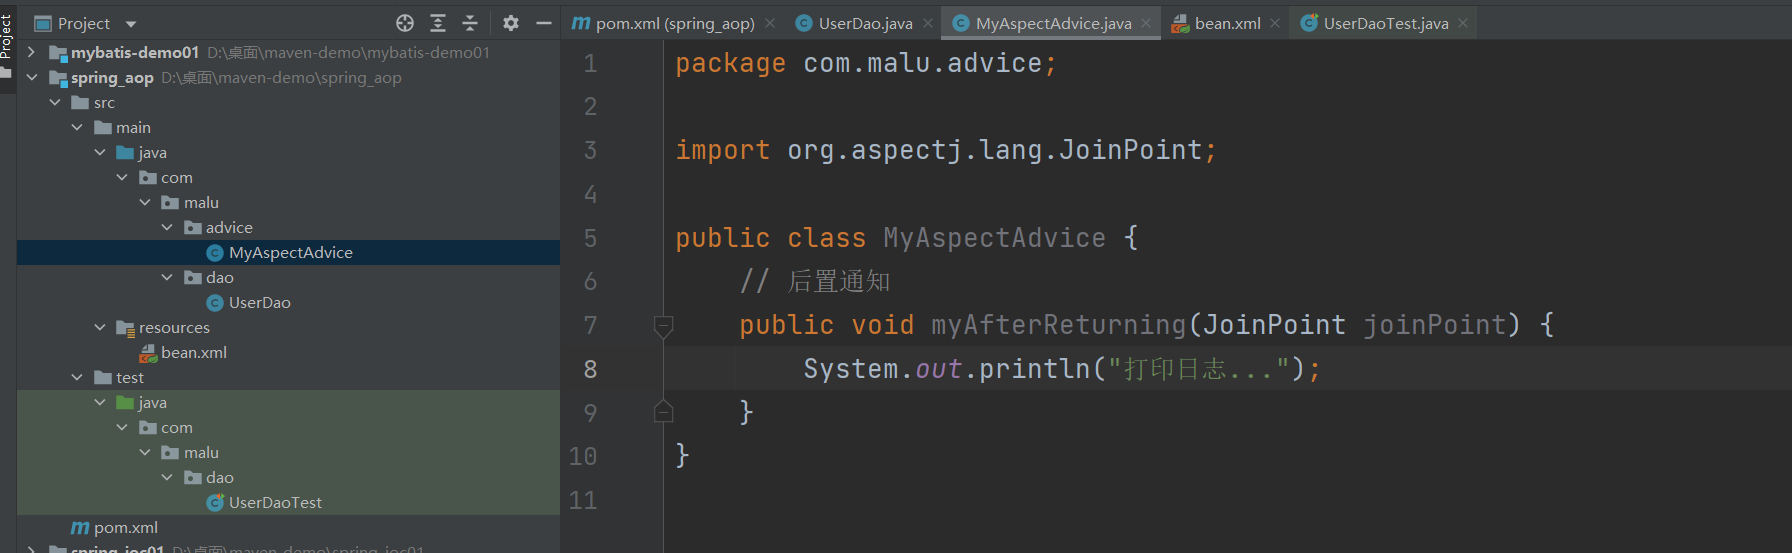 Project
Project
pom.xml (spring_aop)
UserDao.java
MyAspectAdvice.java
bean.xml
UserDaoTest.java
mybatis-demo01 D:\桌面\maven-demo\mybatis-demo01
spring_aop D:\桌面\maven-demo\spring_aop
src
main
java
com
malu
advice
MyAspectAdvice
dao
UserDao
resources
bean.xml
test
java
com
malu
dao
UserDaoTest
pom.xml
spring_ioc01 D:\桌面\maven-demo\spring_ioc01
1 package com.malu.advice;
2
3 import org.aspectj.lang.JoinPoint;
4
5 public class MyAspectAdvice {
6 // 后置通知
7 public void myAfterReturning(JoinPoint joinPoint) {
8 System.out.println("打印日志...");
9 }
10 }
11